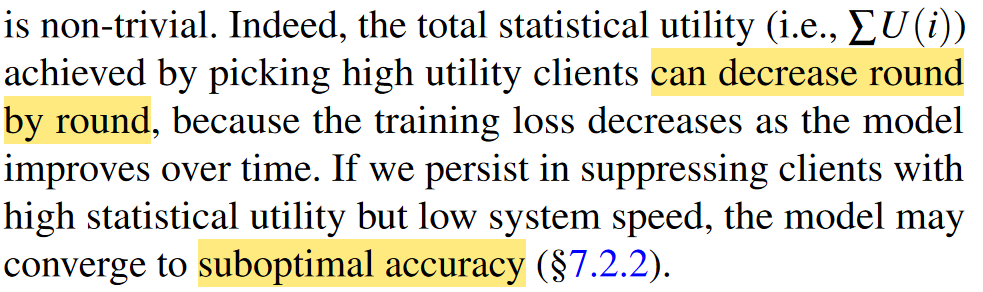 is non-trivial. Indeed, the total statistical utility (i.e., ∑U(i))
achieved by picking high utility clients can decrease round
by round, because the training loss decreases as the model
improves over time. If we persist in suppressing clients with
high statistical utility but low system speed, the model may
converge to suboptimal accuracy (§7.2.2).